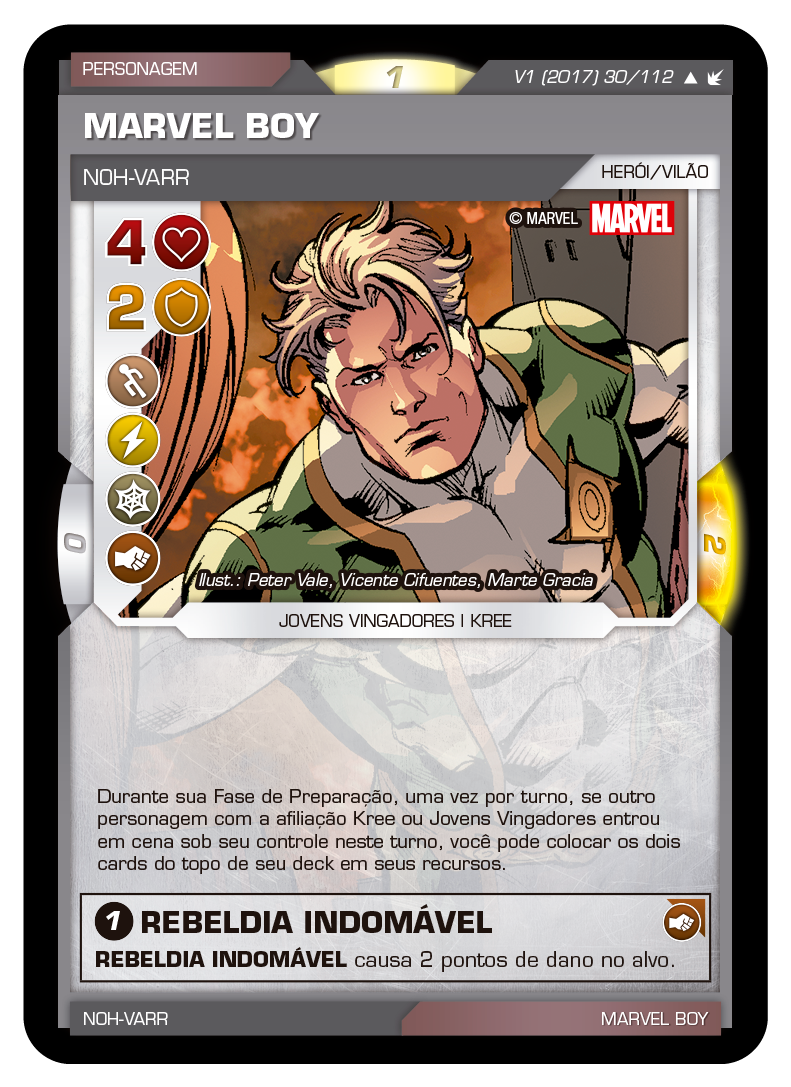 PERSONAGEM
1
V1 (2017) 30/112
MARVEL BOY
NOH-VARR
HERÓI/VILÃO
© MARVEL MARVEL
4
2
0
2
Ilust.: Peter Vale, Vicente Cifuentes, Marte Gracia
JOVENS VINGADORES | KREE
Durante sua Fase de Preparação, uma vez por turno, se outro
personagem com a afiliação Kree ou Jovens Vingadores entrou
em cena sob seu controle neste turno, você pode colocar os dois
cards do topo de seu deck em seus recursos.
1 REBELDIA INDOMÁVEL
REBELDIA INDOMÁVEL causa 2 pontos de dano no alvo.
NOH-VARR
MARVEL BOY